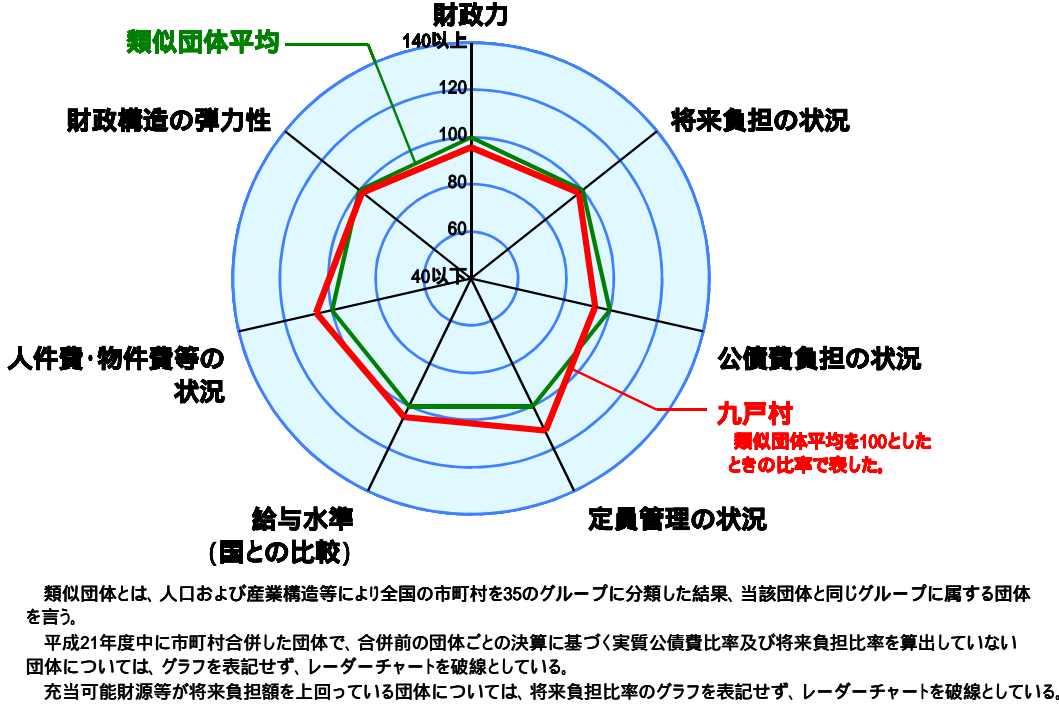 財政力
類似団体平均
140以上
120
100
80
60
40以下
財政構造の弾力性
将来負担の状況
人件費・物件費等の
状況
公債費負担の状況
九戸村
類似団体平均を100とした
ときの比率で表した。
給与水準
(国との比較)
定員管理の状況
類似団体とは、人口および産業構造等により全国の市町村を35のグループに分類した結果、当該団体と同じグループに属する団体
を言う。
平成21年度中に市町村合併した団体で、合併前の団体ごとの決算に基づく実質公債費比率及び将来負担比率を算出していない
団体については、グラフを表記せず、レーダーチャートを破線としている。
充当可能財源等が将来負担額を上回っている団体については、将来負担比率のグラフを表記せず、レーダーチャートを破線としている。